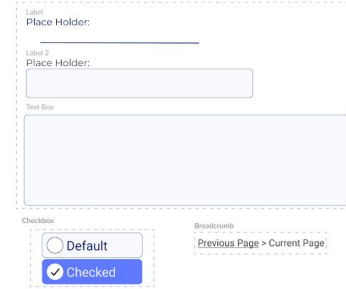 Label
Place Holder:
Label 2
Place Holder:
Text Box
Checkbox
Default
Checked
Breadcrumb
Previous Page > Current Page